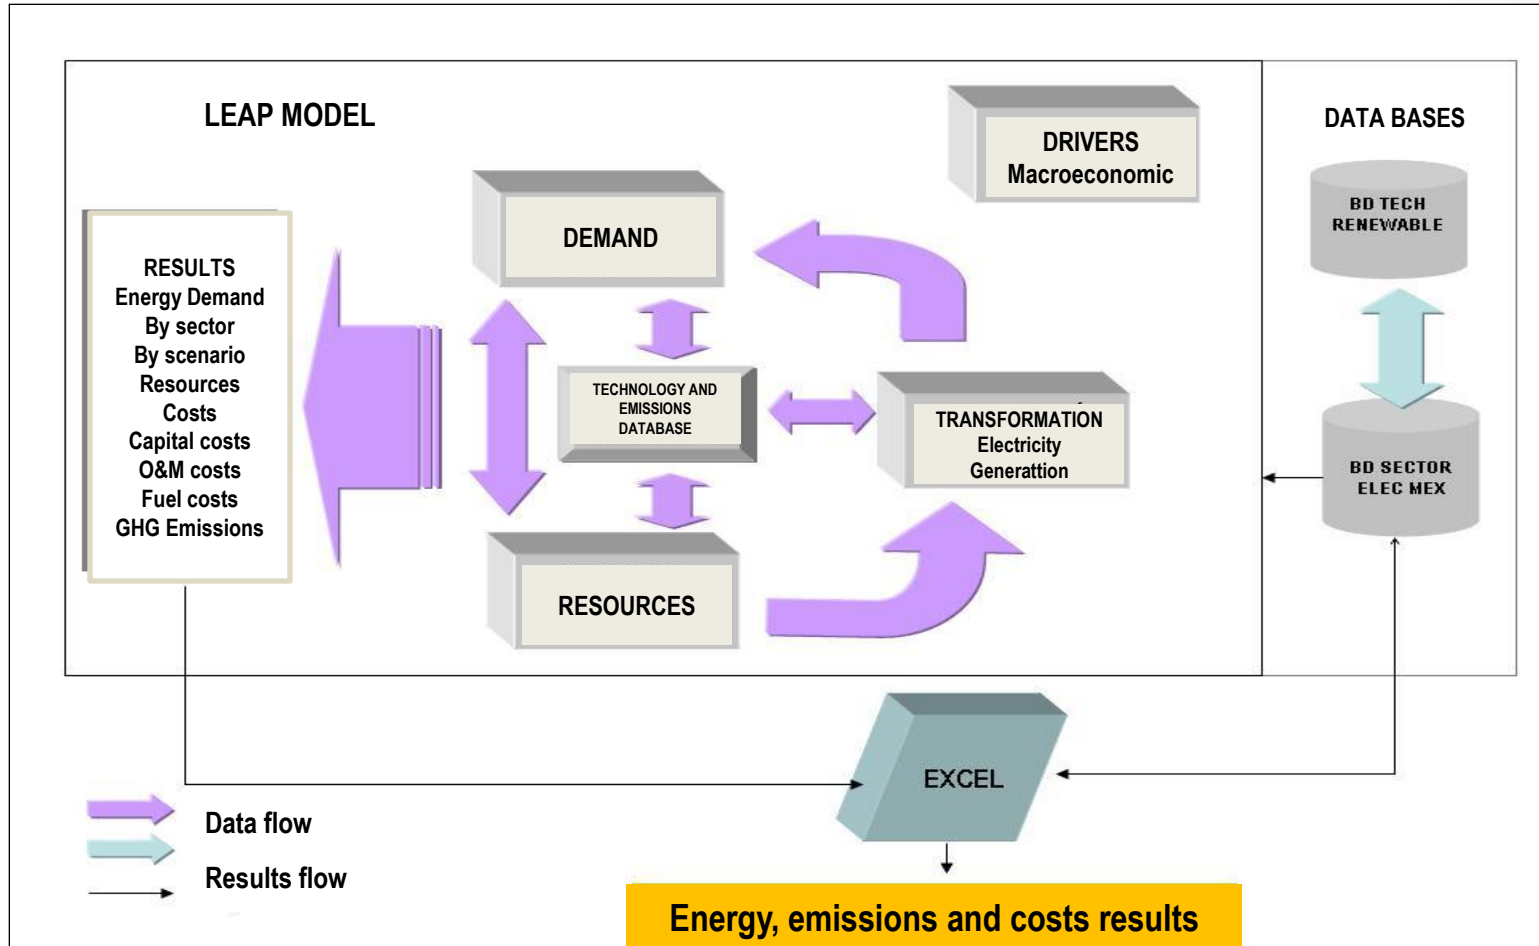 LEAP MODEL
DATA BASES
DRIVERS
Macroeconomic
BD TECH
RENEWABLE
DEMAND
RESULTS
Energy Demand
By sector
By scenario
Resources
Costs
Capital costs
O&M costs
Fuel costs
GHG Emissions
TECHNOLOGY AND
EMISSIONS
DATABASE
TRANSFORMACIÓN
Electricity
Generattion
BD SECTOR
ELEC MEX
RESOURCES
EXCEL
Data flow
Results flow
Energy, emissions and costs results